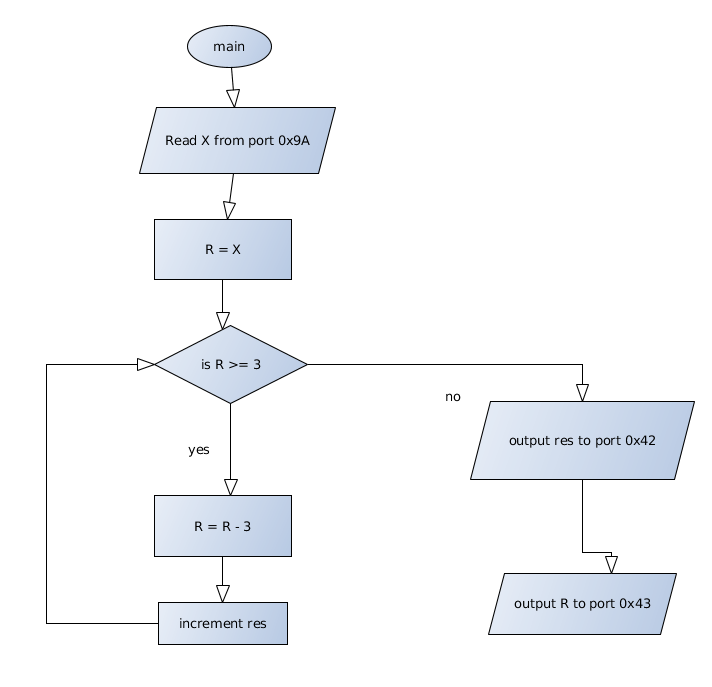 main
Read X from port 0x9A
R = X
is R >= 3
no
output res to port 0x42
yes
R = R - 3
output R to port 0x43
increment res